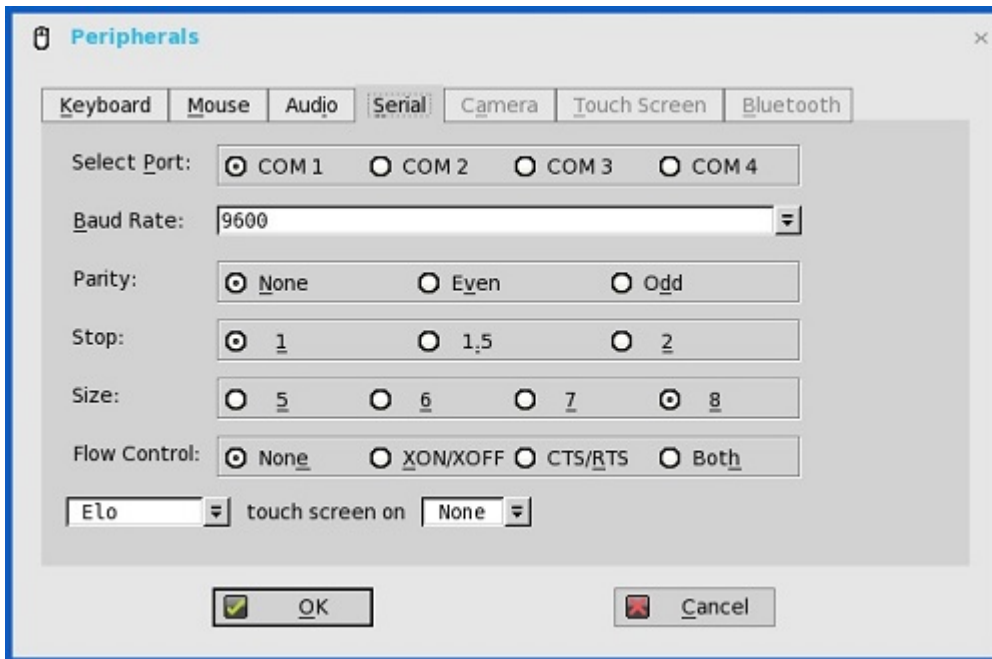 Peripherals
Keyboard Mouse Audio Serial Camera Touch Screen Bluetooth
Select Port: COM 1 COM 2 COM 3 COM 4
Baud Rate: 9600
Parity: None Even Odd
Stop: 1 1.5 2
Size: 5 6 7 8
Flow Control: None XON/XOFF CTS/RTS Both
Elo touch screen on None
OK Cancel